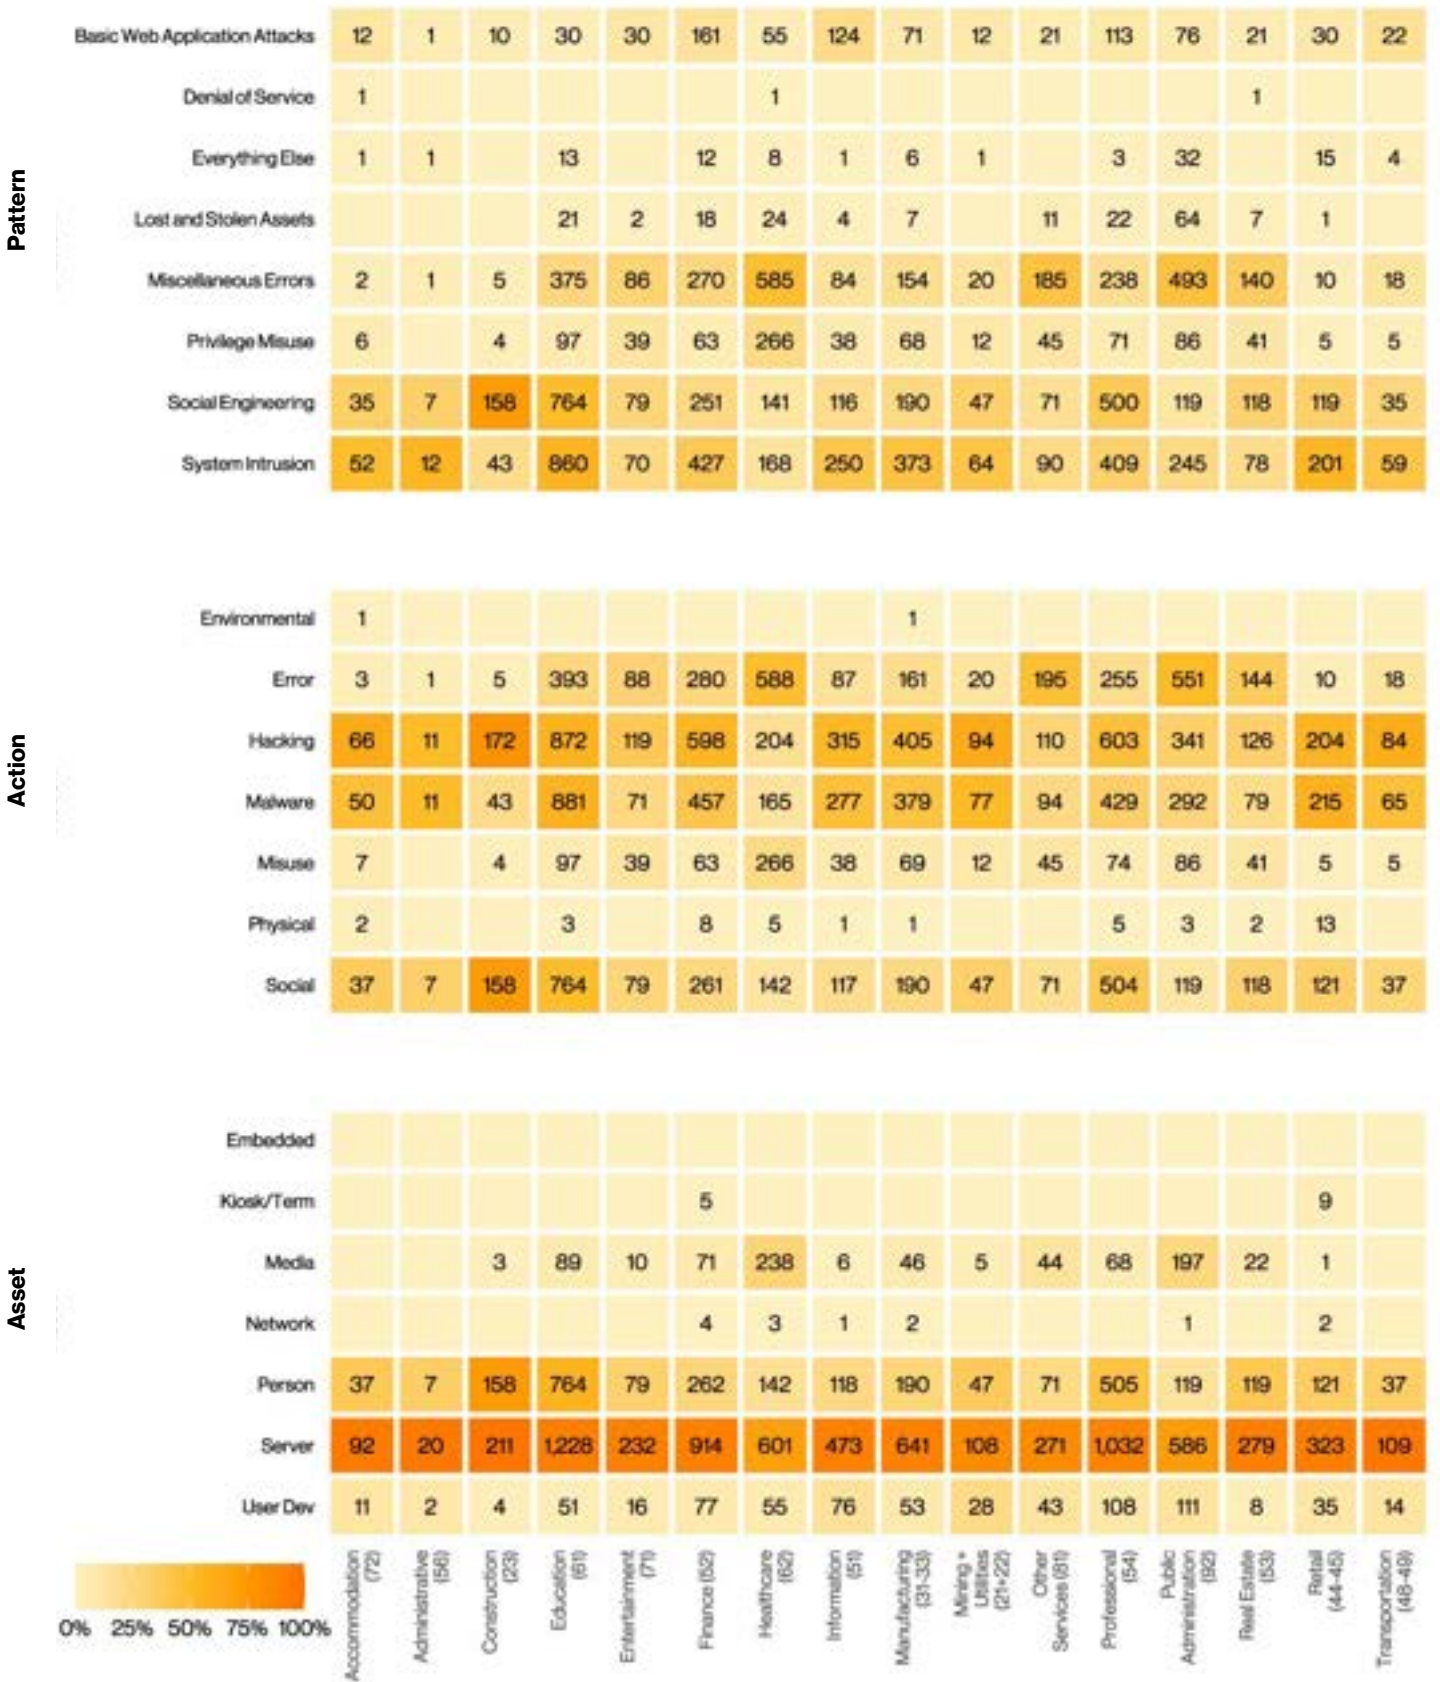 Pattern
Basic Web Application Attacks 12 1 10 30 30 161 55 124 71 12 21 113 76 21 30 22
Denial of Service 1 1 1
Everything Else 1 1 13 12 8 1 6 1 3 32 15 4
Lost and Stolen Assets 21 2 18 24 4 7 11 22 64 7 1
Miscellaneous Errors 2 1 5 375 86 270 585 84 154 20 185 238 493 140 10 18
Privilege Misuse 6 4 97 39 63 266 38 68 12 45 71 86 41 5 5
Social Engineering 35 7 158 764 79 251 141 116 190 47 71 500 119 118 119 35
System Intrusion 52 12 43 860 70 427 168 250 373 64 90 409 245 78 201 59
Action
Environmental 1 1
Error 3 1 5 393 88 280 588 87 161 20 195 255 551 144 10 18
Hacking 66 11 172 872 119 598 204 315 405 94 110 603 341 126 204 84
Malware 50 11 43 881 71 457 165 277 379 77 94 429 292 79 215 65
Misuse 7 4 97 39 63 266 38 69 12 45 74 86 41 5 5
Physical 2 3 8 5 1 1 5 3 2 13
Social 37 7 158 764 79 261 142 117 190 47 71 504 119 118 121 37
Asset
Embedded
Kiosk/Term 5 9
Media 3 89 10 71 238 6 46 5 44 68 197 22 1
Network 4 3 1 2 1 2
Person 37 7 158 764 79 262 142 118 190 47 71 505 119 119 121 37
Server 92 20 211 1,228 232 914 601 473 641 108 271 1,032 586 279 323 109
User Dev 11 2 4 51 16 77 55 76 53 28 43 108 111 8 35 14
0% 25% 50% 75% 100%
Accommodation
(72)
Administrative
(56)
Construction
(23)
Education
(61)
Entertainment
(71)
Finance (52)
Healthcare
(62)
Information
(51)
Manufacturing
(31-33)
Mining +
Utilities
(21+22)
Other
Services (81)
Professional
(54)
Public
Administration
(92)
Real Estate
(53)
Retail
(44-45)
Transportation
(48-49)